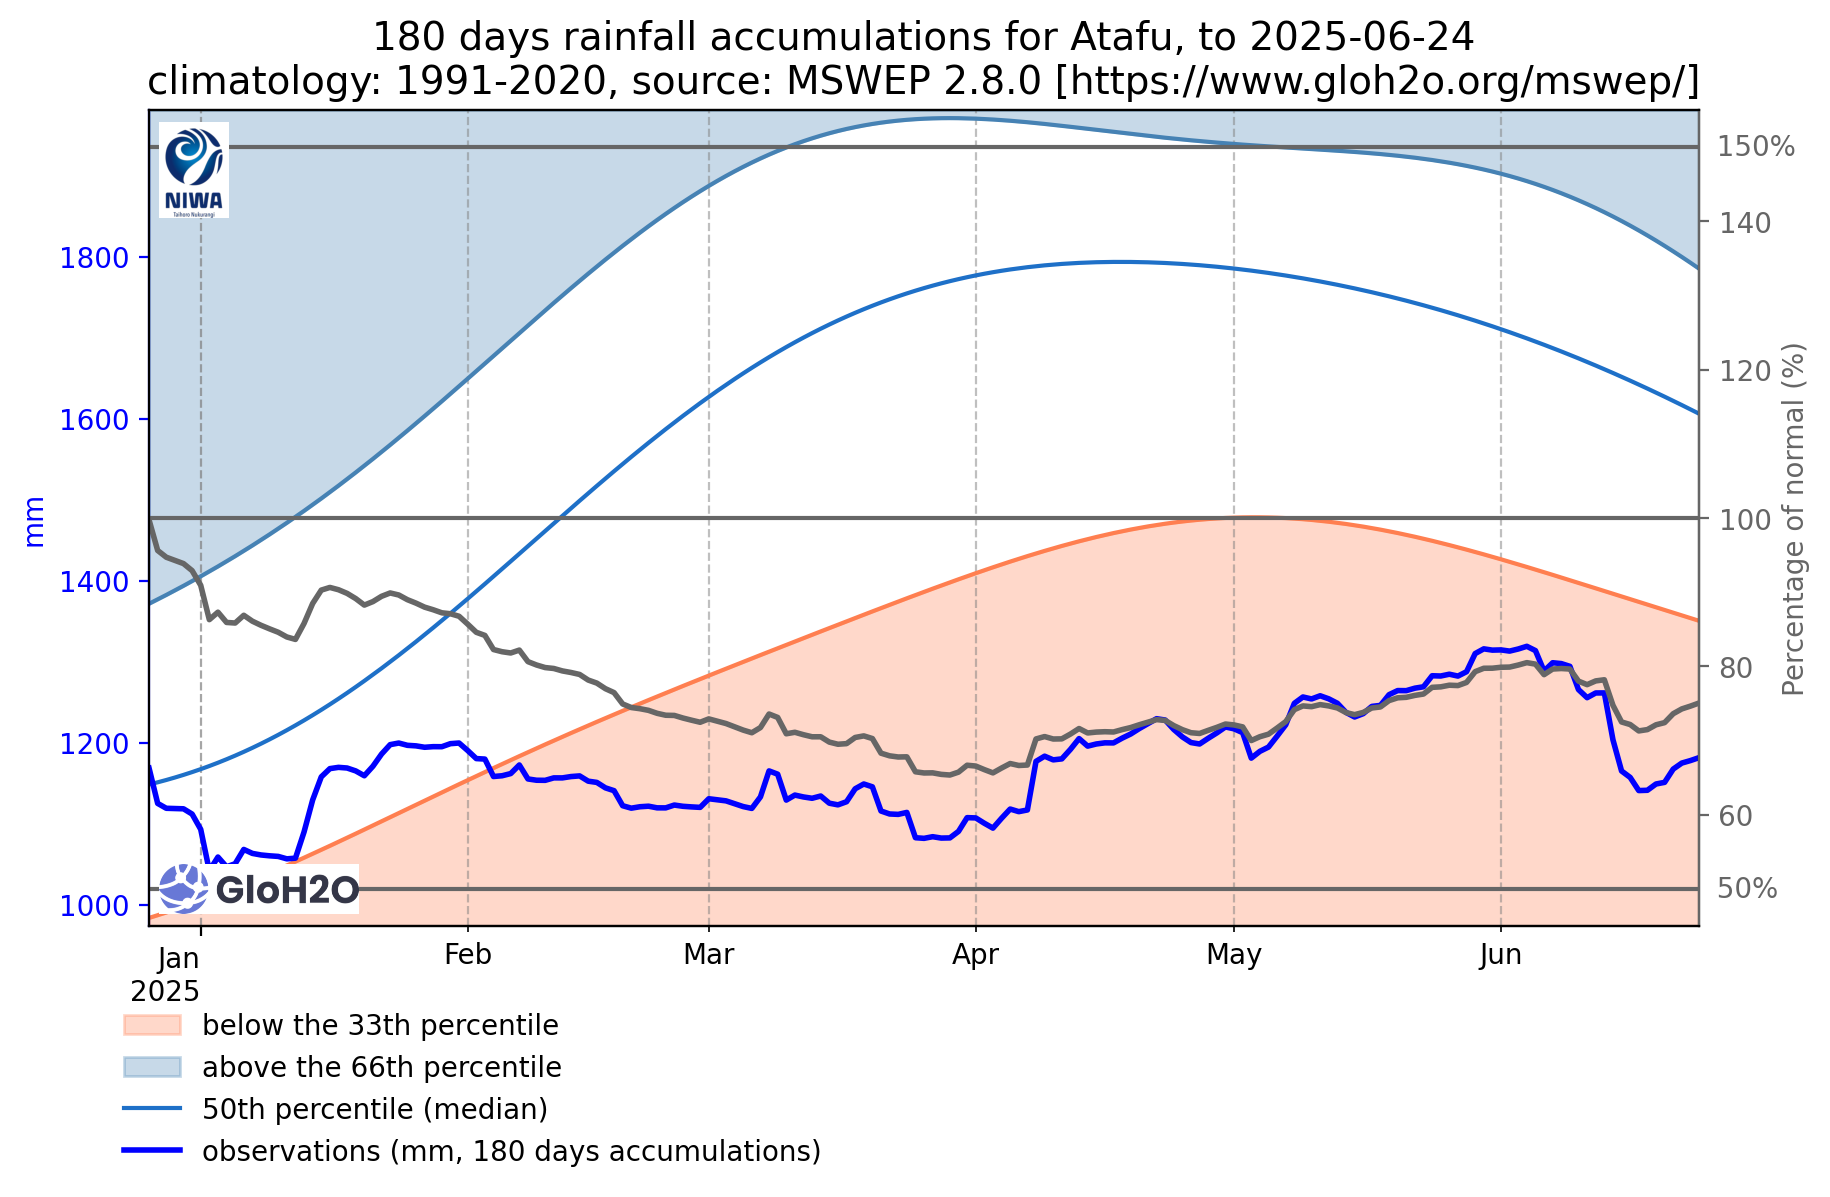 180 days rainfall accumulations for Atafu, to 2025-06-24
climatology: 1991-2020, source: MSWEP 2.8.0 [https://www.gloh2o.org/mswep/]
NIWA
Taihoro Nukurangi
mm
1800
1600
1400
1200
1000
150%
140
120
100
80
60
50%
Percentage of normal (%)
GloH2O
Jan
2025
Feb
Mar
Apr
May
Jun
below the 33th percentile
above the 66th percentile
50th percentile (median)
observations (mm, 180 days accumulations)